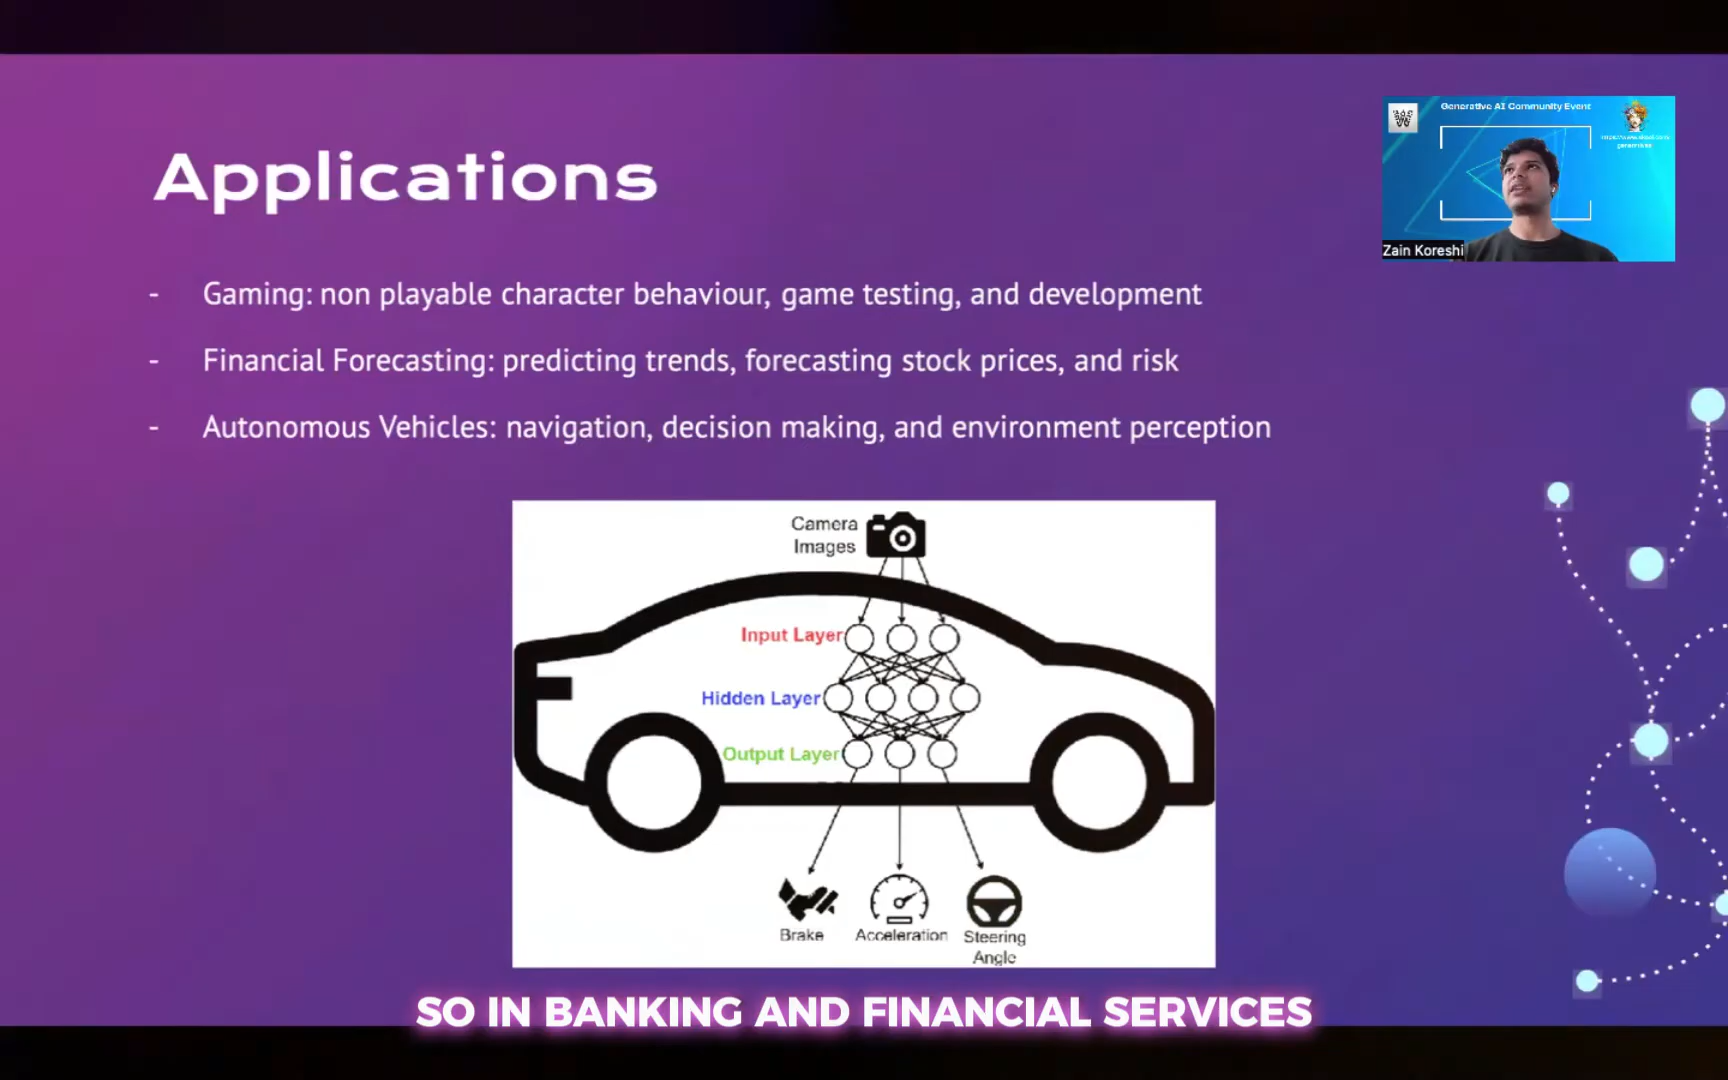 Generative AI Community Event
Applications
Zain Koreshi
- Gaming: non playable character behaviour, game testing, and development
- Financial Forecasting: predicting trends, forecasting stock prices, and risk
- Autonomous Vehicles: navigation, decision making, and environment perception
Camera
Images
Input Layer
Hidden Layer
Output Layer
Brake
Acceleration
Steering
Angle
SO IN BANKING AND FINANCIAL SERVICES